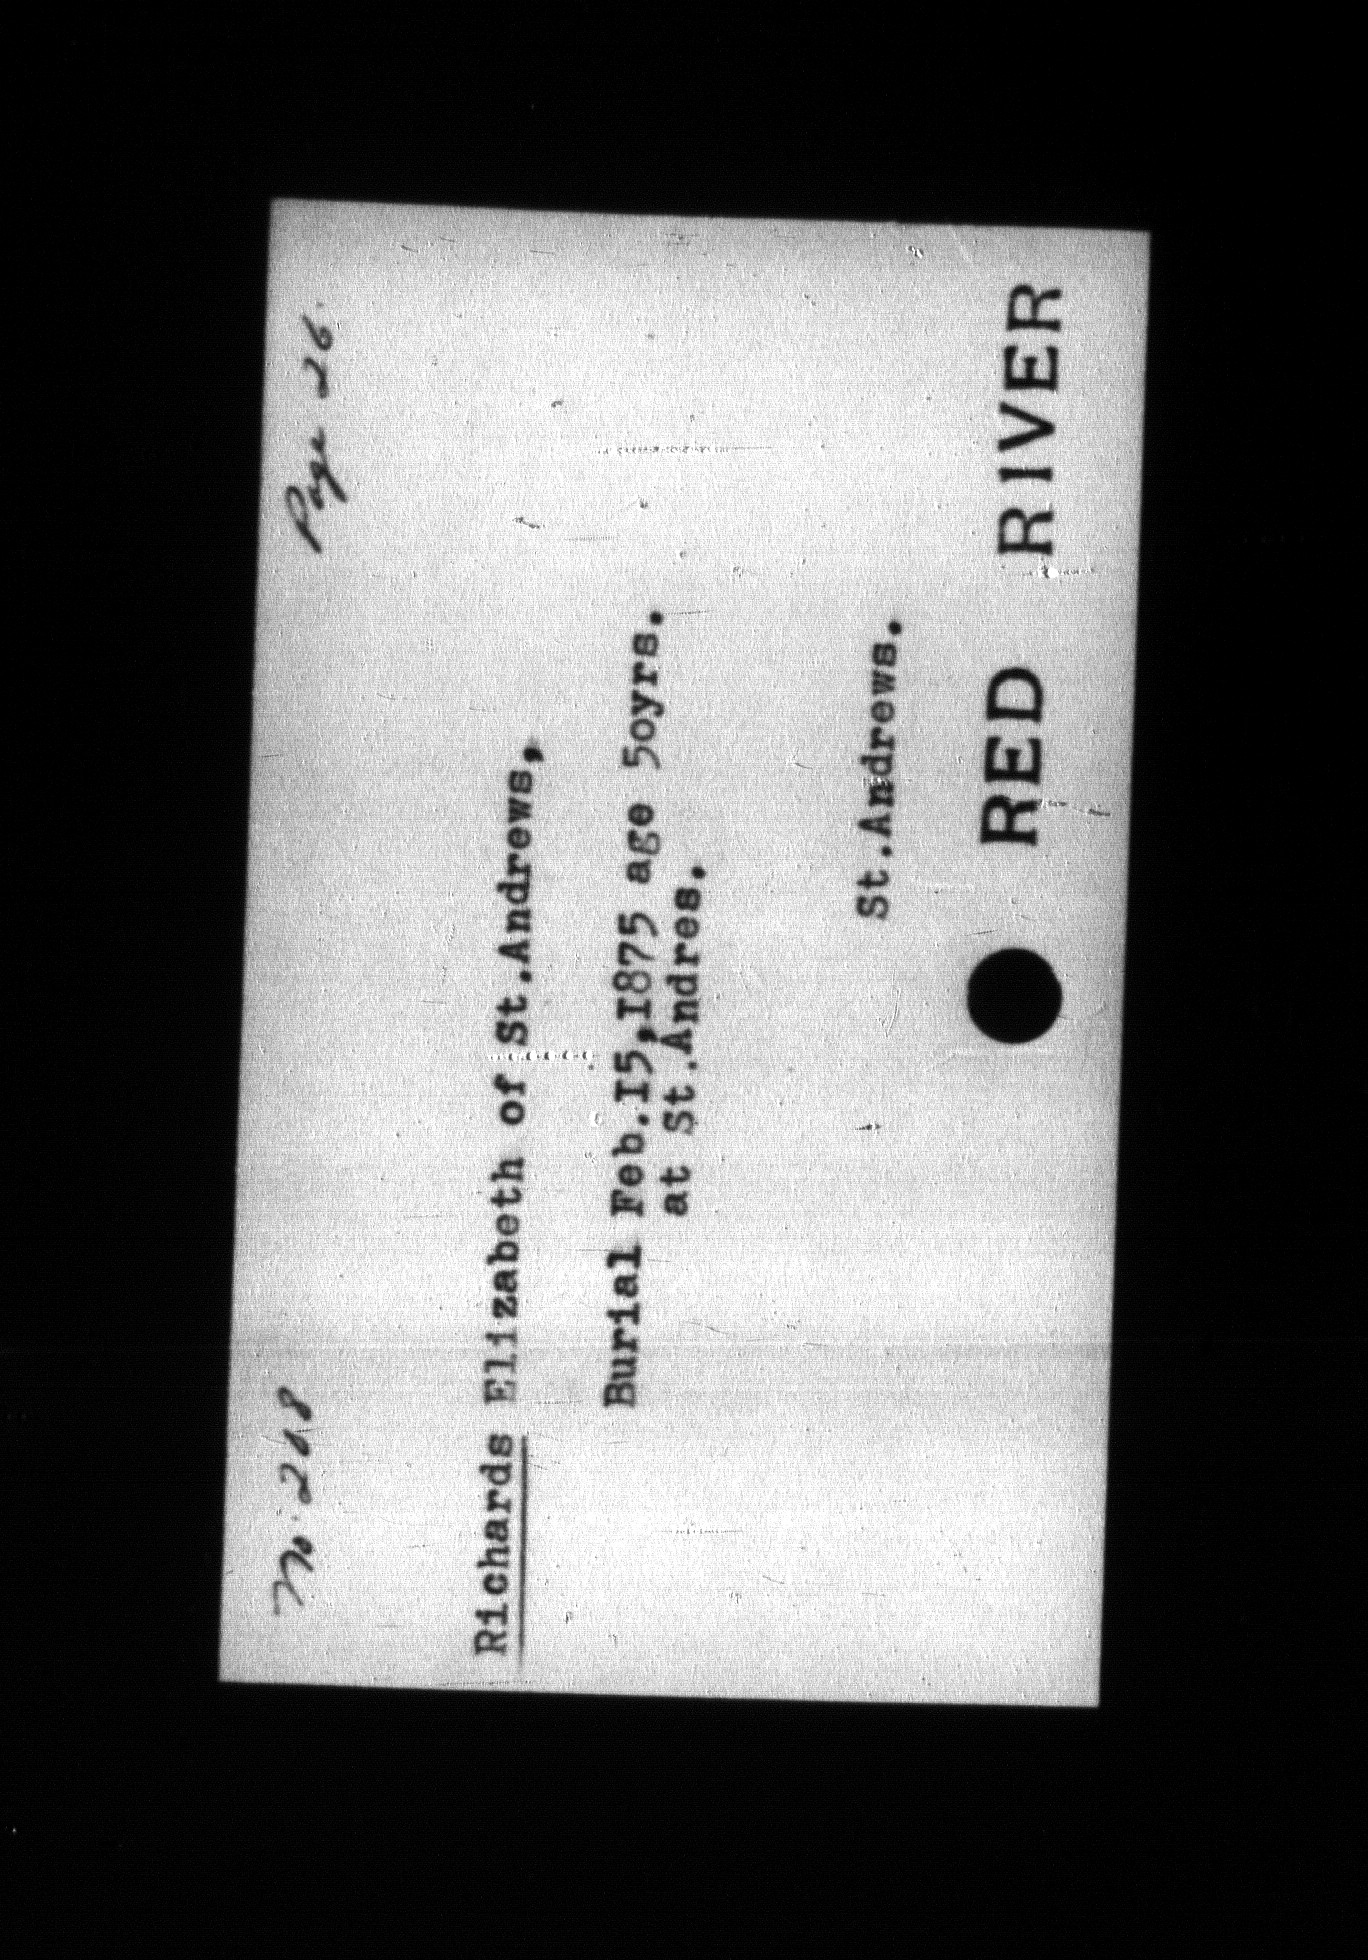 No. 208
Page 26.
Richards Elizabeth of St.Andrews,
Burial Feb.I5,I875 age 5oyrs.
at St.Andres.
St.Andrews.
RED RIVER